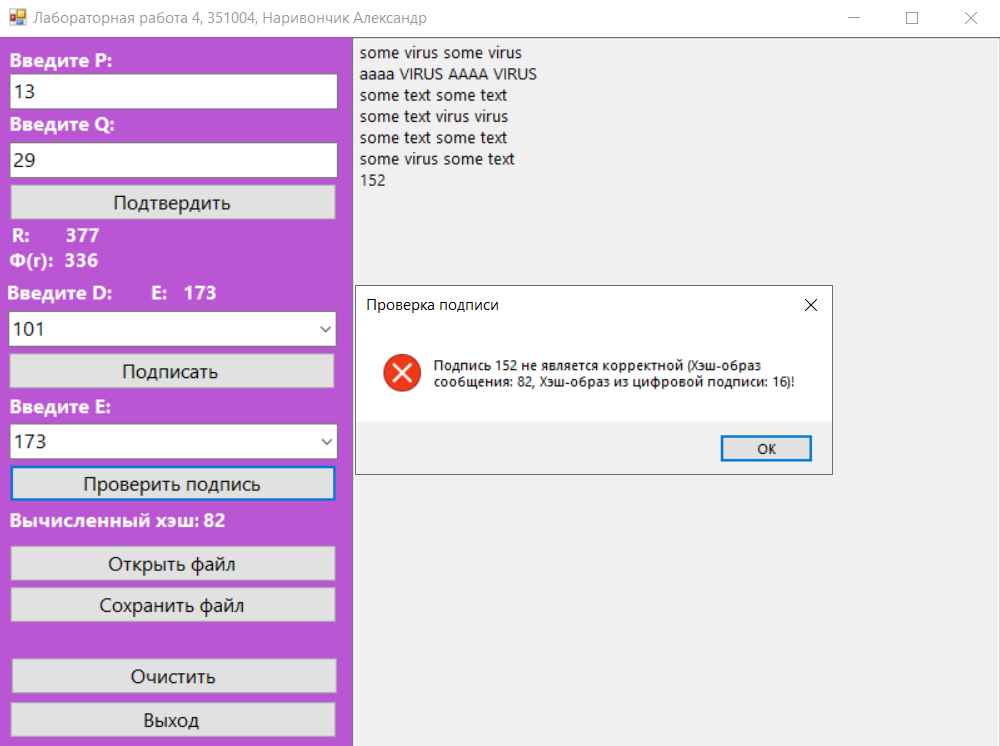 Лабораторная работа 4, 351004, Наривончик Александр
Введите P:
13
Введите Q:
29
Подтвердить
R: 377
Ф(r): 336
Введите D: E: 173
101
Подписать
Введите E:
173
Проверить подпись
Вычисленный хэш: 82
Открыть файл
Сохранить файл
Очистить
Выход
some virus some virus
aaaa VIRUS AAAA VIRUS
some text some text
some text virus virus
some text some text
some virus some text
152
Проверка подписи
Подпись 152 не является корректной (Хэш-образ
сообщения: 82, Хэш-образ из цифровой подписи: 16)!
OK